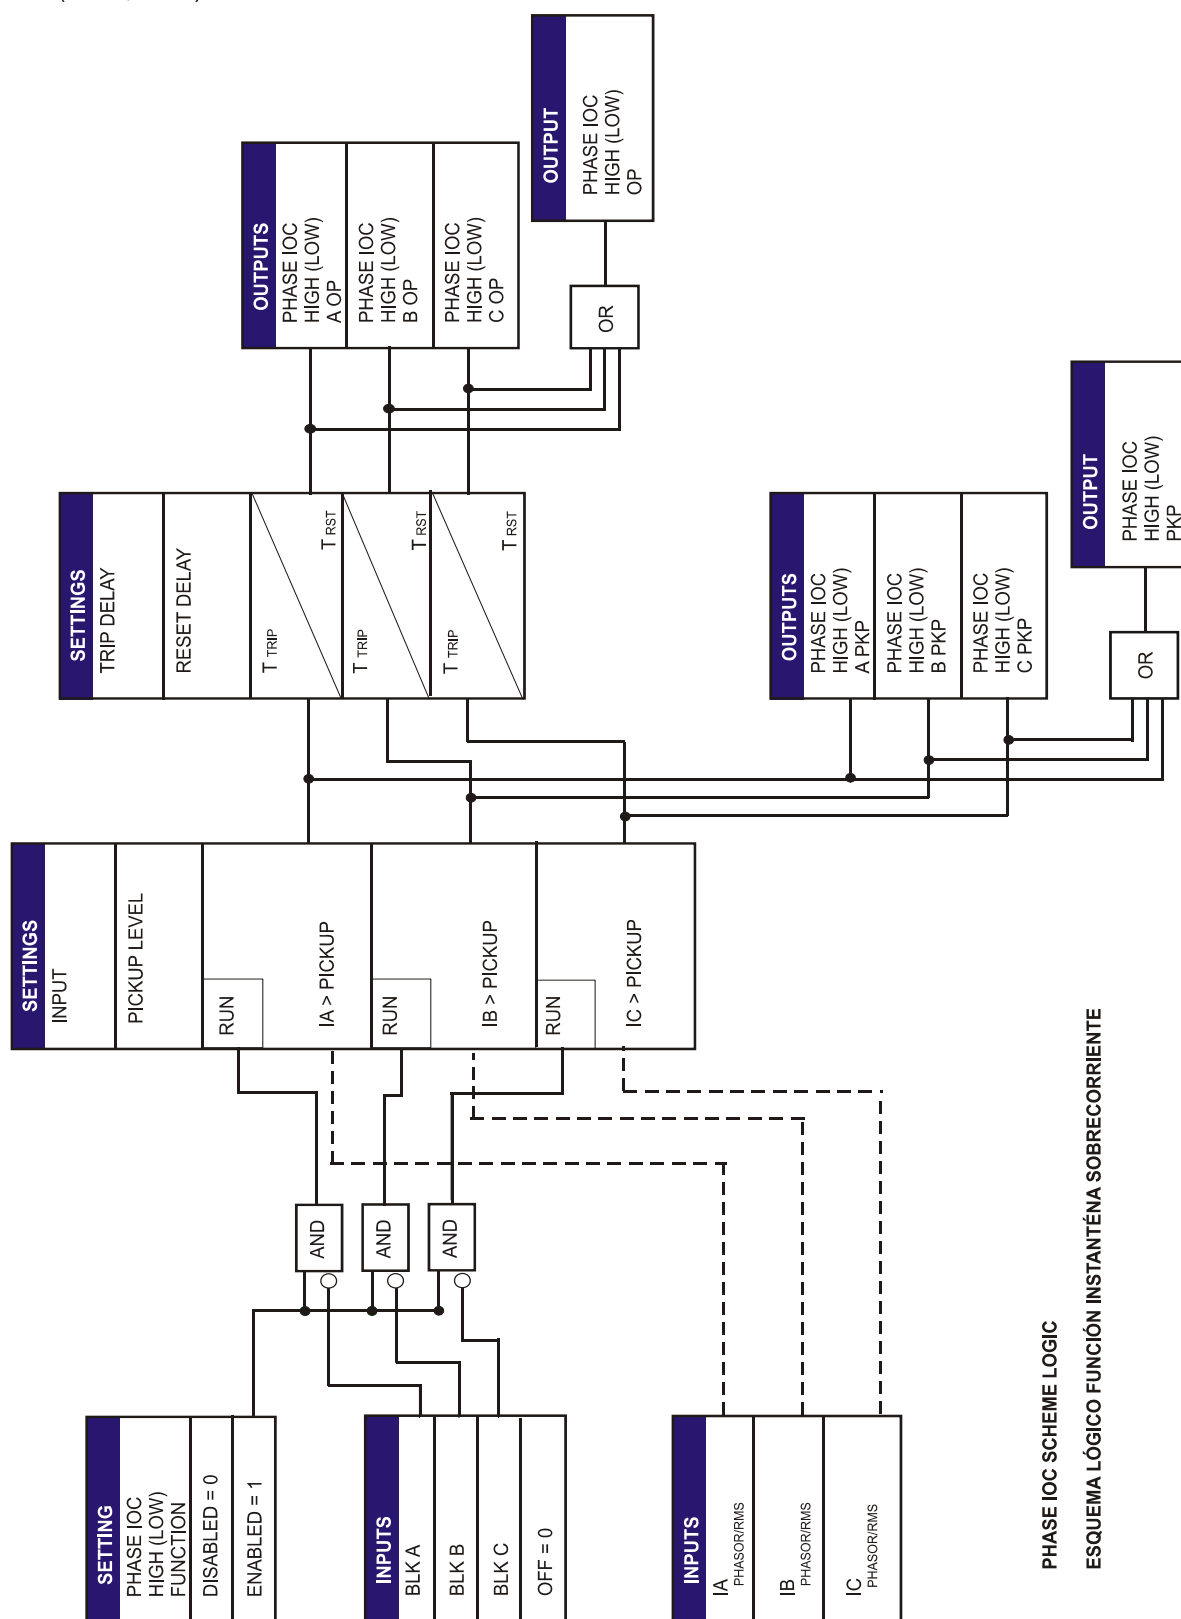 SETTING
PHASE IOC
HIGH (LOW)
FUNCTION
DISABLED = 0
ENABLED = 1
INPUTS
BLK A
BLK B
BLK C
OFF = 0
INPUTS
IA PHASOR/RMS
IB PHASOR/RMS
IC PHASOR/RMS
AND
AND
AND
SETTINGS
INPUT
PICKUP LEVEL
RUN
IA > PICKUP
RUN
IB > PICKUP
RUN
IC > PICKUP
SETTINGS
TRIP DELAY
RESET DELAY
T TRIP
T RST
T TRIP
T RST
T TRIP
T RST
OUTPUTS
PHASE IOC
HIGH (LOW)
A PKP
PHASE IOC
HIGH (LOW)
B PKP
PHASE IOC
HIGH (LOW)
C PKP
OR
OUTPUT
PHASE IOC
HIGH (LOW)
PKP
OUTPUTS
PHASE IOC
HIGH (LOW)
A OP
PHASE IOC
HIGH (LOW)
B OP
PHASE IOC
HIGH (LOW)
C OP
OR
OUTPUT
PHASE IOC
HIGH (LOW)
OP
PHASE IOC SCHEME LOGIC
ESQUEMA LÓGICO FUNCIÓN INSTANTÉNA SOBRECORRIENTE